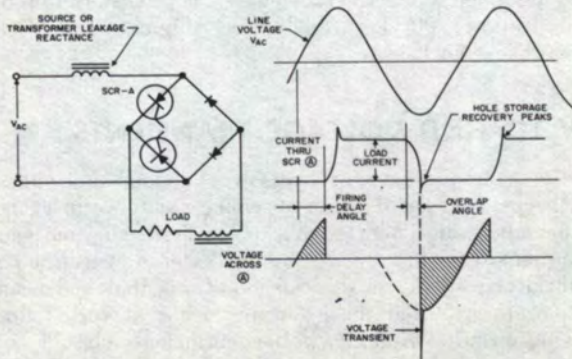 SOURCE OR
TRANSFORMER LEAKAGE
REACTANCE
SCR-A
VAC
LOAD
LINE
VOLTAGE
VAC
HOLE STORAGE
RECOVERY PEAKS
CURRENT
THRU
SCR Ⓐ
LOAD
CURRENT
FIRING
DELAY
ANGLE
OVERLAP
ANGLE
VOLTAGE
ACROSS
Ⓐ
VOLTAGE
TRANSIENT